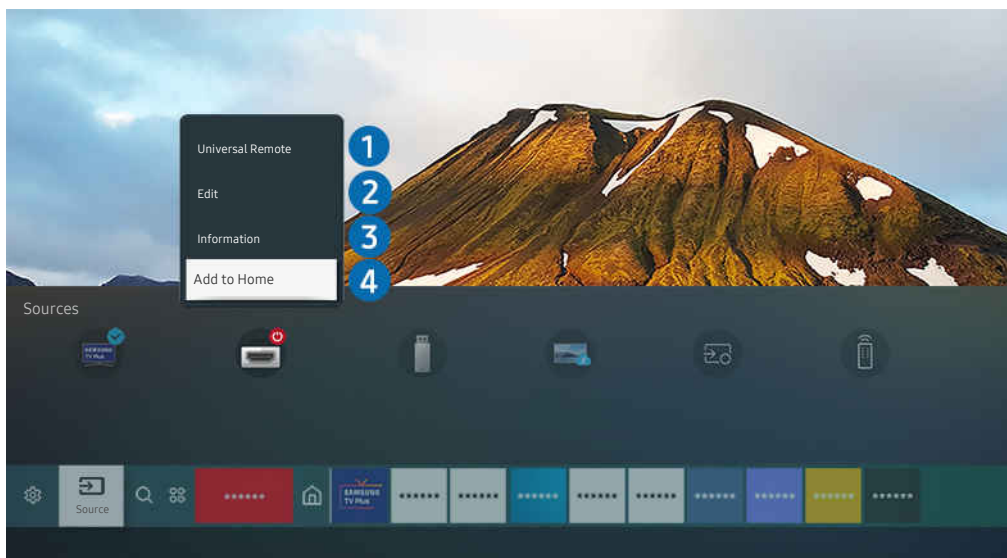 Universal Remote
1
Edit
2
Information
3
Add to Home
4
Sources
SAMSUNG
TV Plus
Source
******
SAMSUNG
TV Plus
******
******
******
******
******
******
******
******
******